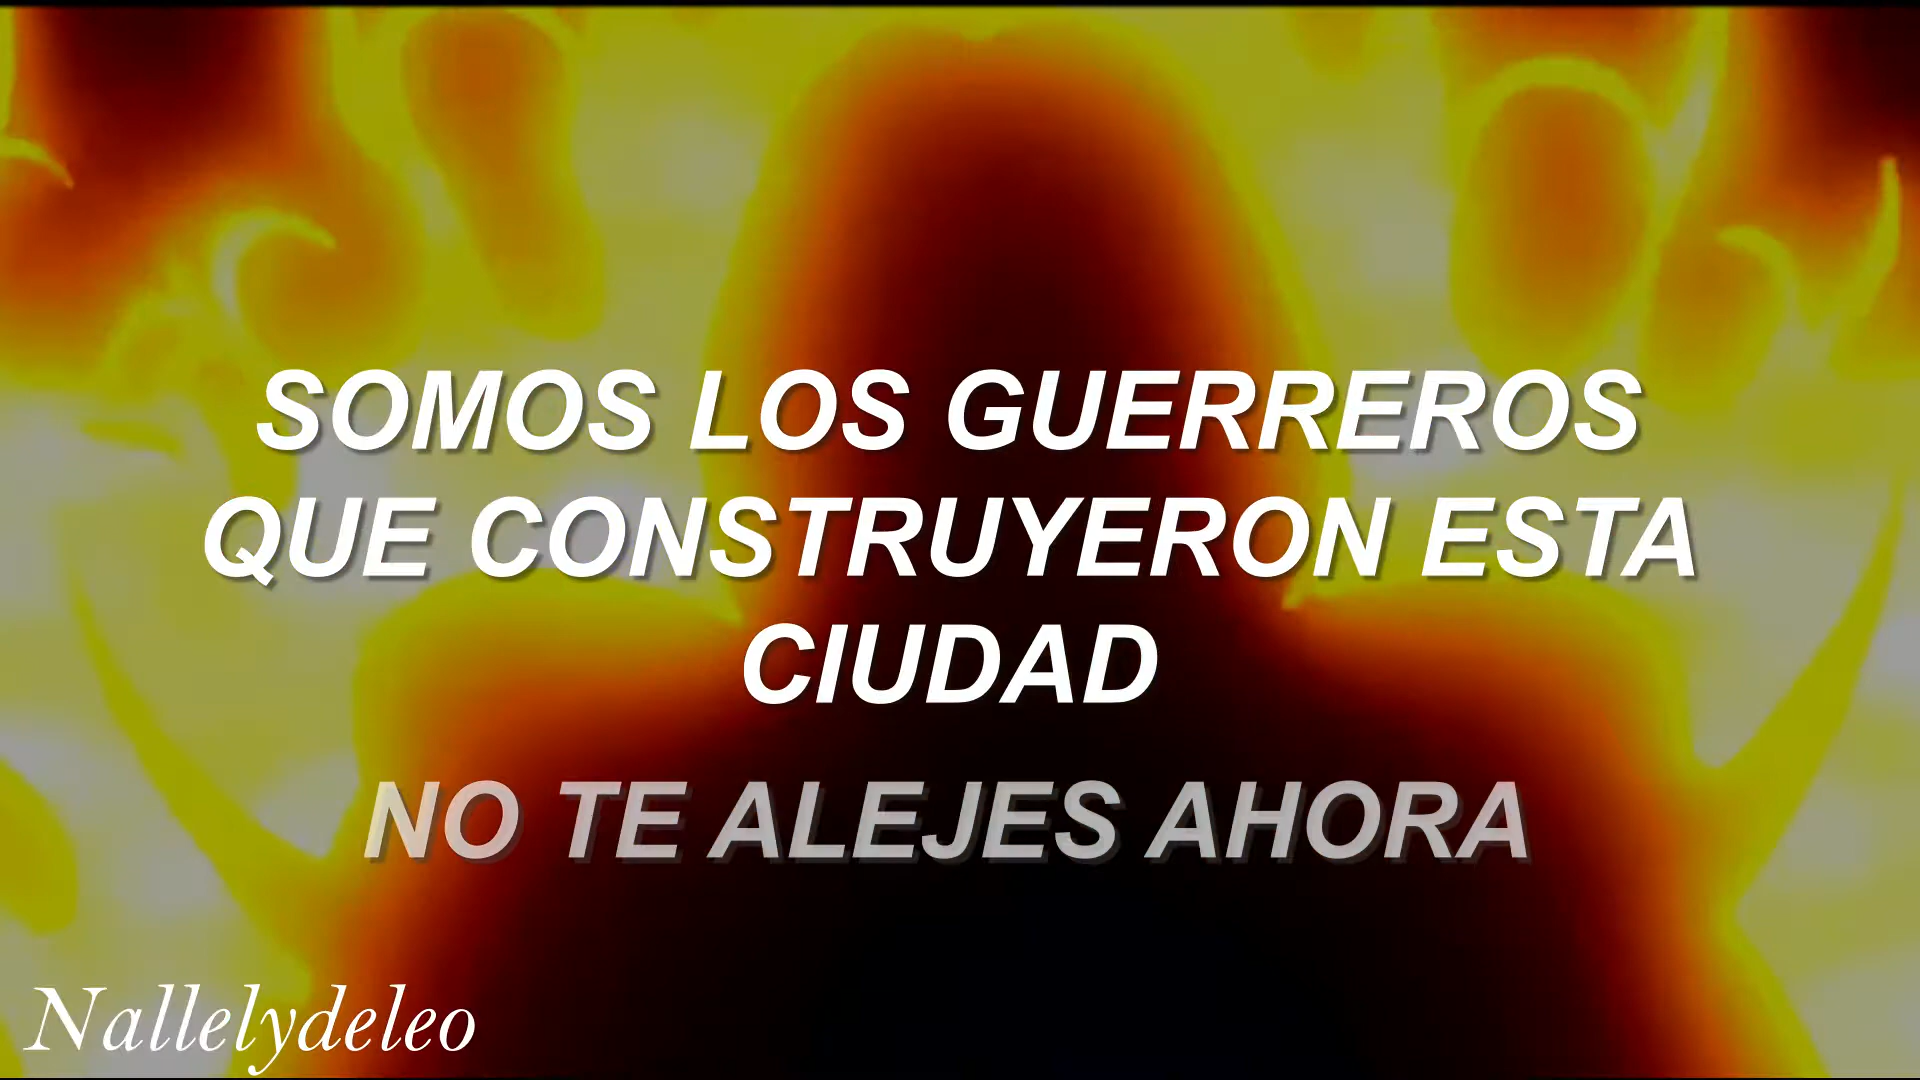 SOMOS LOS GUERREROS
QUE CONSTRUYERON ESTA
CIUDAD
NO TE ALEJES AHORA
Nallelydeleo